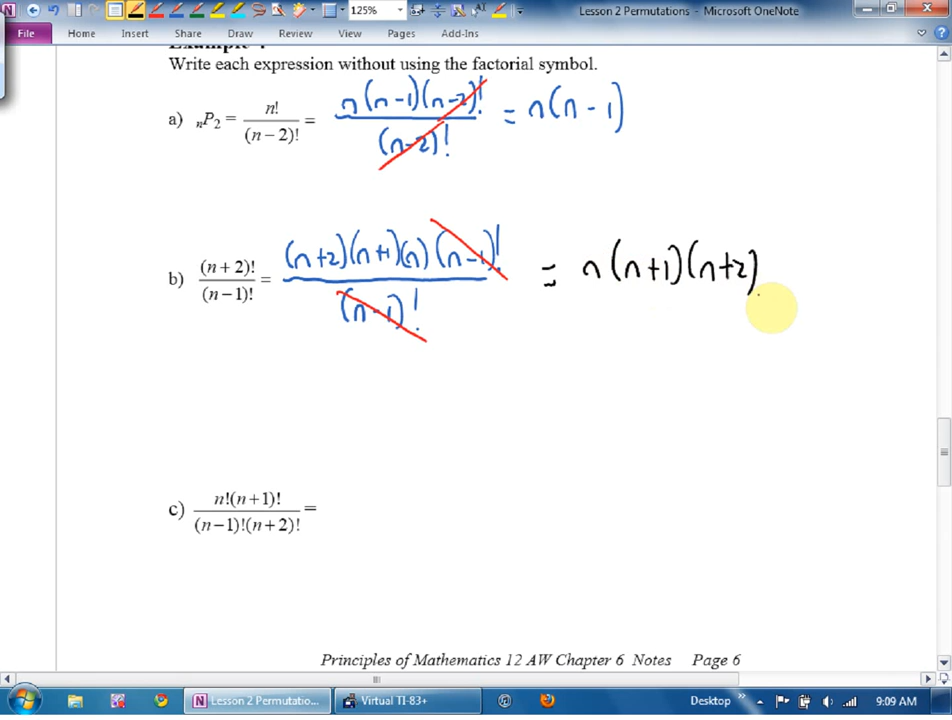 125%
Lesson 2 Permutations - Microsoft OneNote
File Home Insert Share Draw Review View Pages Add-Ins
Write each expression without using the factorial symbol.
a) ₙP₂ = n!/(n − 2)! = n(n-1)(n-2)!/(n-2)! = n(n-1)
b) (n + 2)!/(n − 1)! = (n+2)(n+1)(n)(n-1)!/(n-1)! = n(n+1)(n+2)
c) n!(n+1)!/(n−1)!(n+2)! =
Principles of Mathematics 12 AW Chapter 6 Notes Page 6
Lesson 2 Permutatio... Virtual TI-83+ Desktop 9:09 AM